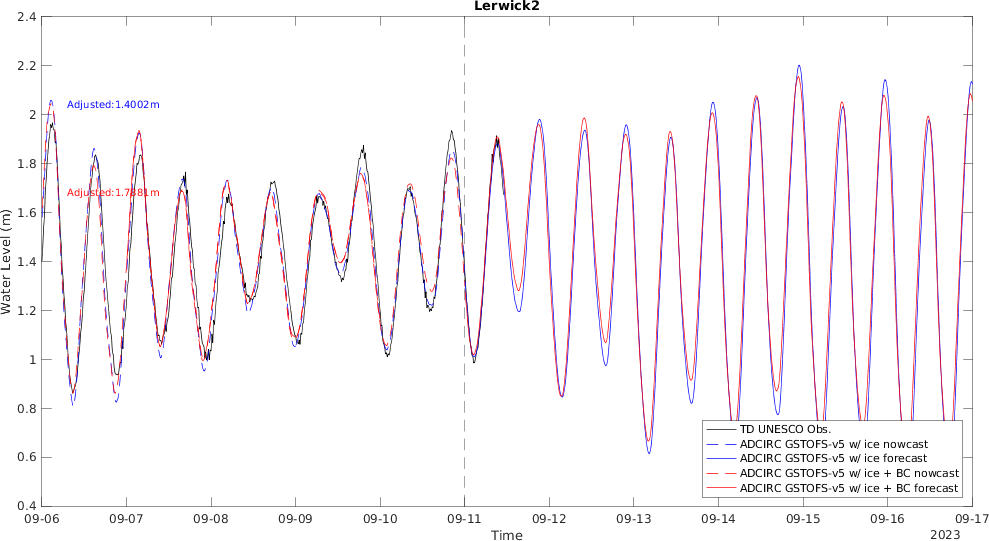 Lerwick2
2.4
2.2
2
1.8
1.6
1.4
1.2
1
0.8
0.6
0.4
Water Level (m)
Adjusted:1.4002m
TD UNESCO Obs.
ADCIRC GSTOFS-v5 w/ ice nowcast
ADCIRC GSTOFS-v5 w/ ice forecast
ADCIRC GSTOFS-v5 w/ ice + BC nowcast
ADCIRC GSTOFS-v5 w/ ice + BC forecast
09-06 09-07 09-08 09-09 09-10 09-11 09-12 09-13 09-14 09-15 09-16 09-17
Time
2023